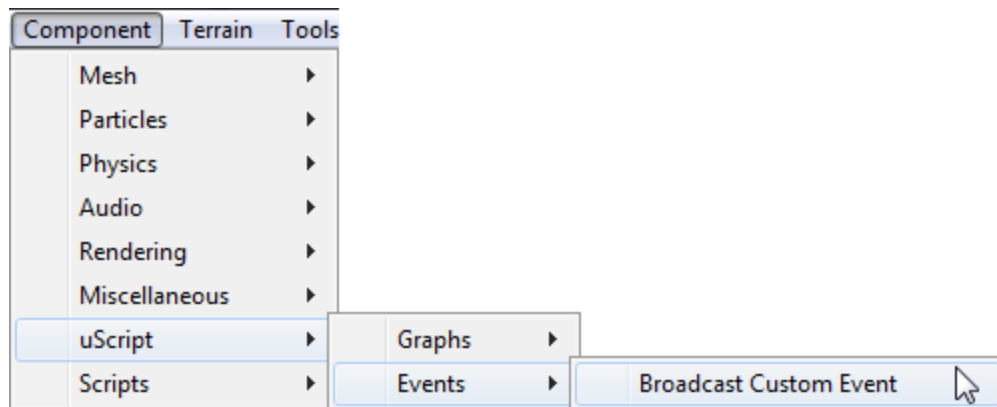 Component Terrain Tools
Mesh
Particles
Physics
Audio
Rendering
Miscellaneous
uScript
Graphs
Scripts
Events
Broadcast Custom Event